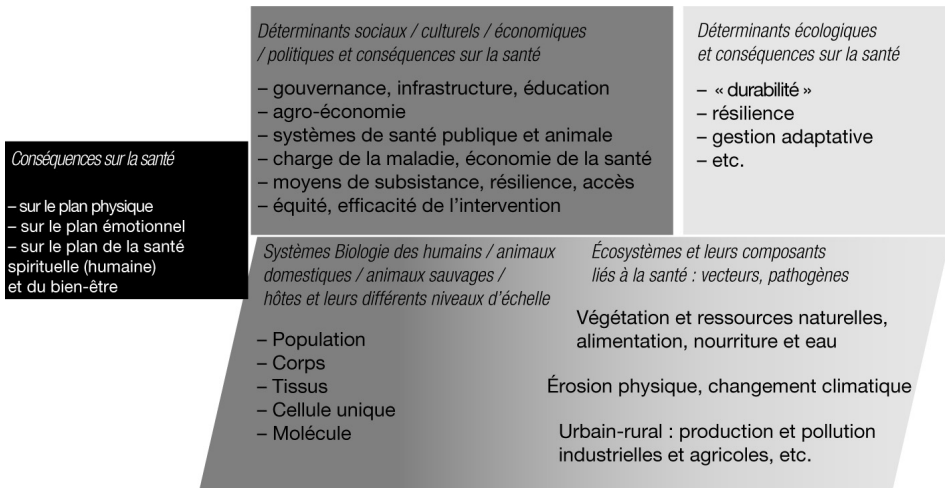 Déterminants sociaux / culturels / économiques
/ politiques et conséquences sur la santé
– gouvernance, infrastructure, éducation
– agro-économie
– systèmes de santé publique et animale
– charge de la maladie, économie de la santé
– moyens de subsistance, résilience, accès
– équité, efficacité de l’intervention
Déterminants écologiques
et conséquences sur la santé
– « durabilité »
– résilience
– gestion adaptative
– etc.
Conséquences sur la santé
– sur le plan physique
– sur le plan émotionnel
– sur le plan de la santé
spirituelle (humaine)
et du bien-être
Systèmes Biologie des humains / animaux
domestiques / animaux sauvages /
hôtes et leurs différents niveaux d’échelle
– Population
– Corps
– Tissus
– Cellule unique
– Molécule
Écosystèmes et leurs composants
liés à la santé : vecteurs, pathogènes
Végétation et ressources naturelles,
alimentation, nourriture et eau
Érosion physique, changement climatique
Urbain-rural : production et pollution
industrielles et agricoles, etc.